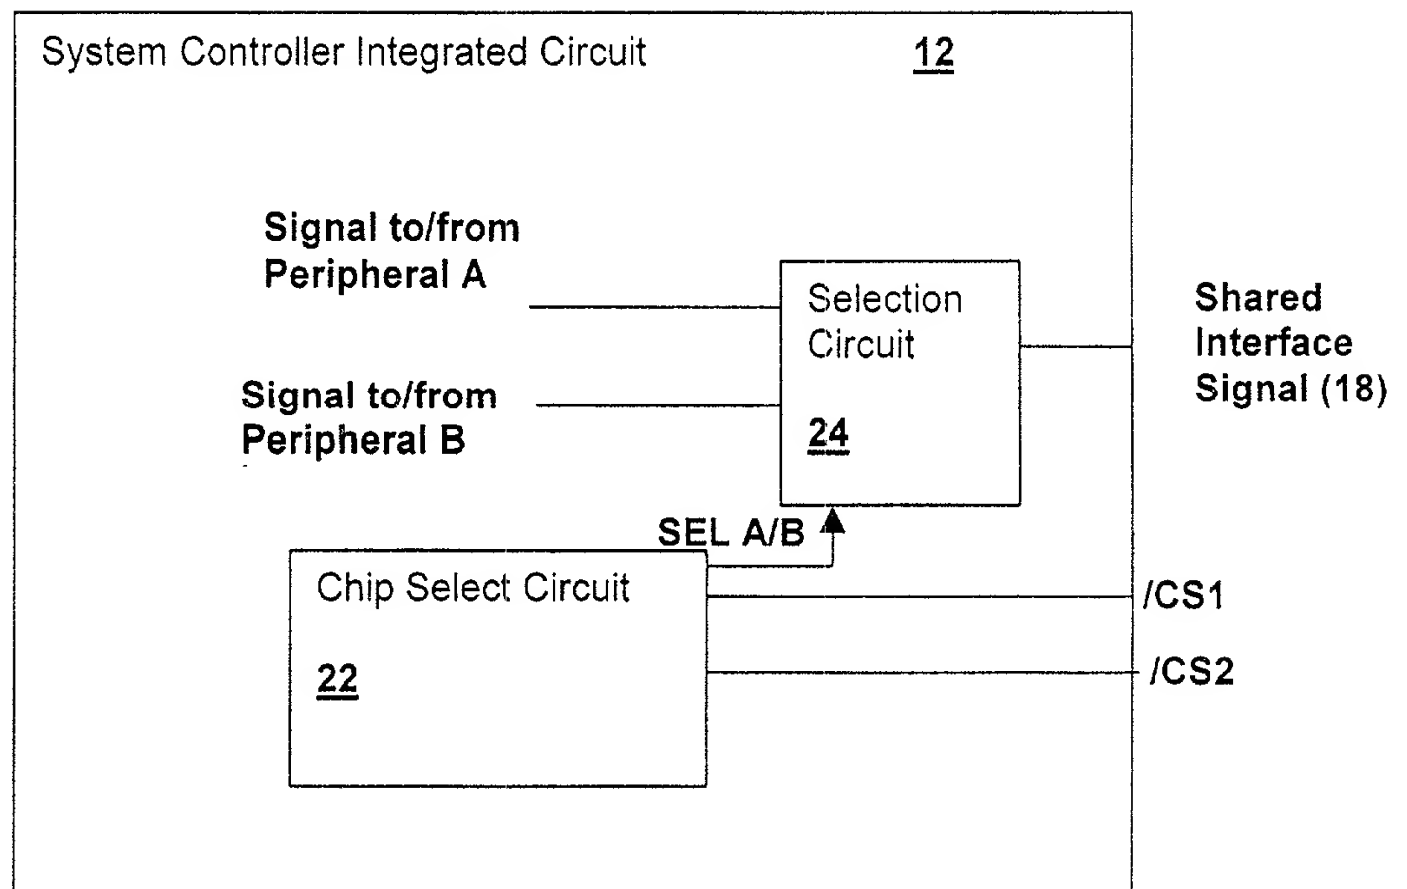 System Controller Integrated Circuit 12
Signal to/from
Peripheral A
Selection
Circuit
24
Shared
Interface
Signal (18)
Signal to/from
Peripheral B
SEL A/B
Chip Select Circuit
22
/CS1
/CS2